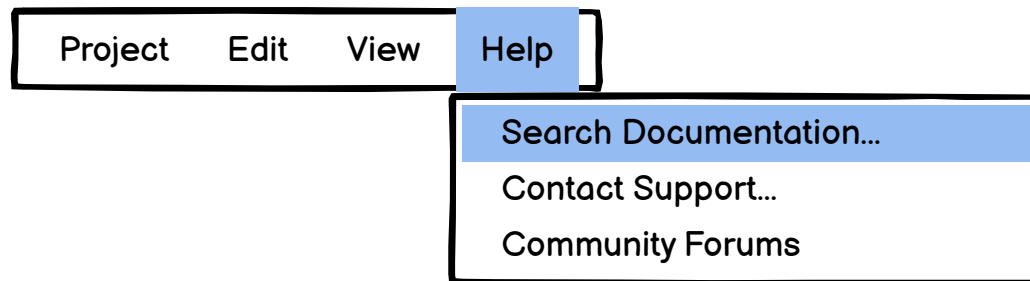 Project Edit View Help
Search Documentation...
Contact Support...
Community Forums